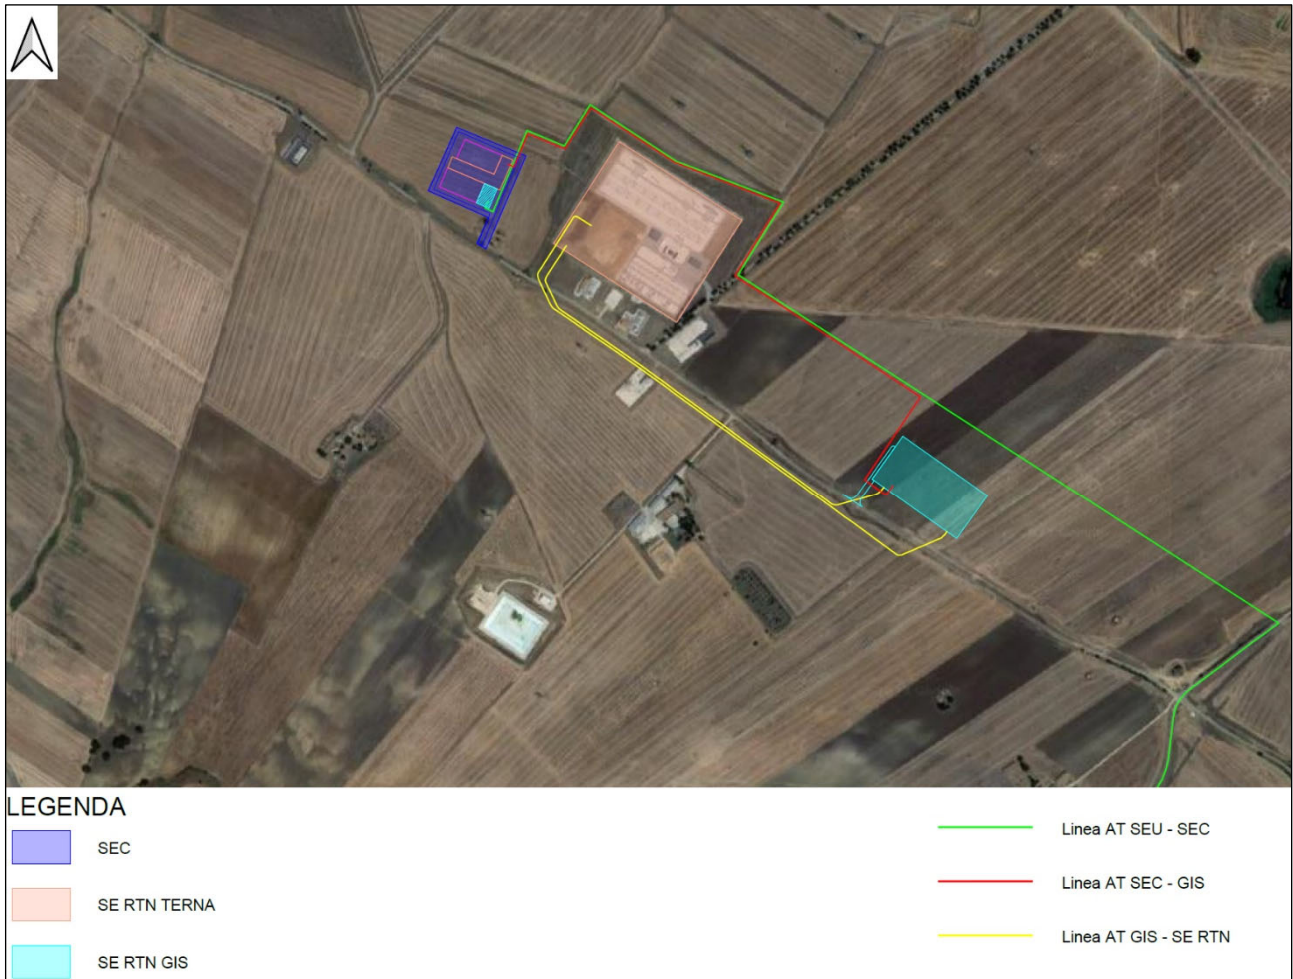 LEGENDA
SEC
SE RTN TERNA
SE RTN GIS
Linea AT SEU - SEC
Linea AT SEC - GIS
Linea AT GIS - SE RTN